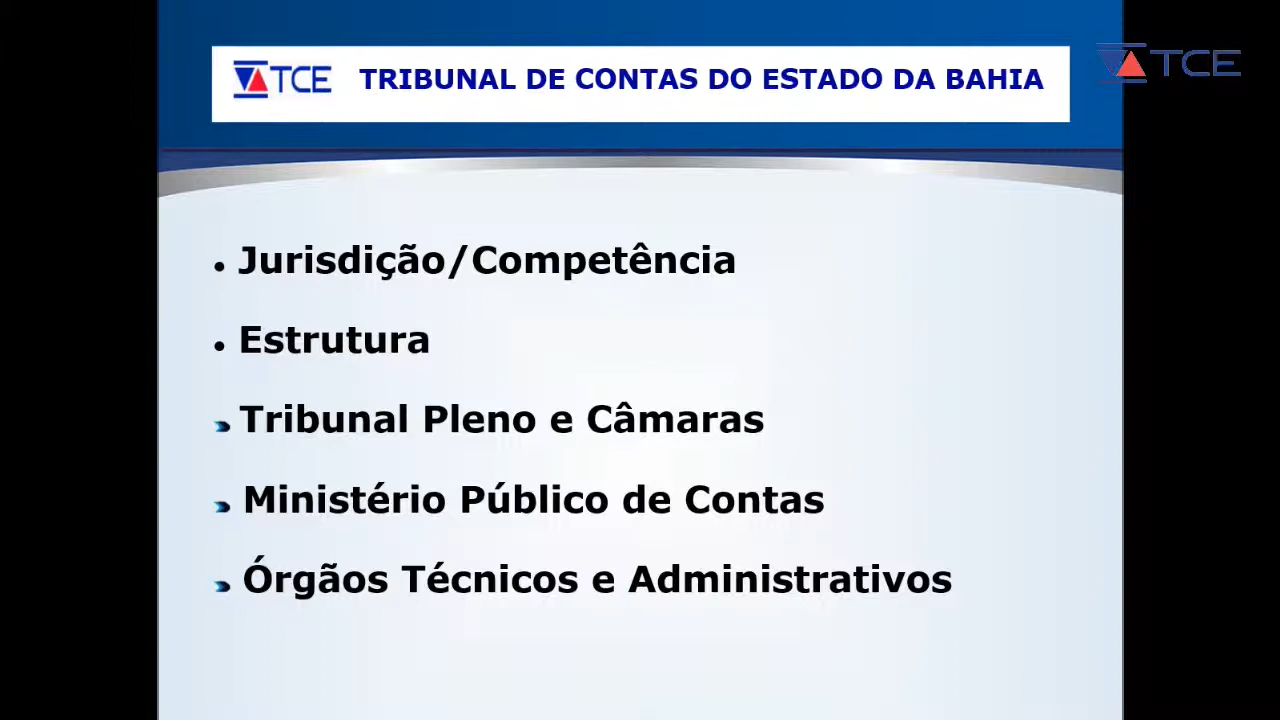 TCE TRIBUNAL DE CONTAS DO ESTADO DA BAHIA
TCE
• Jurisdição/Competência
• Estrutura
Tribunal Pleno e Câmaras
Ministério Público de Contas
Órgãos Técnicos e Administrativos